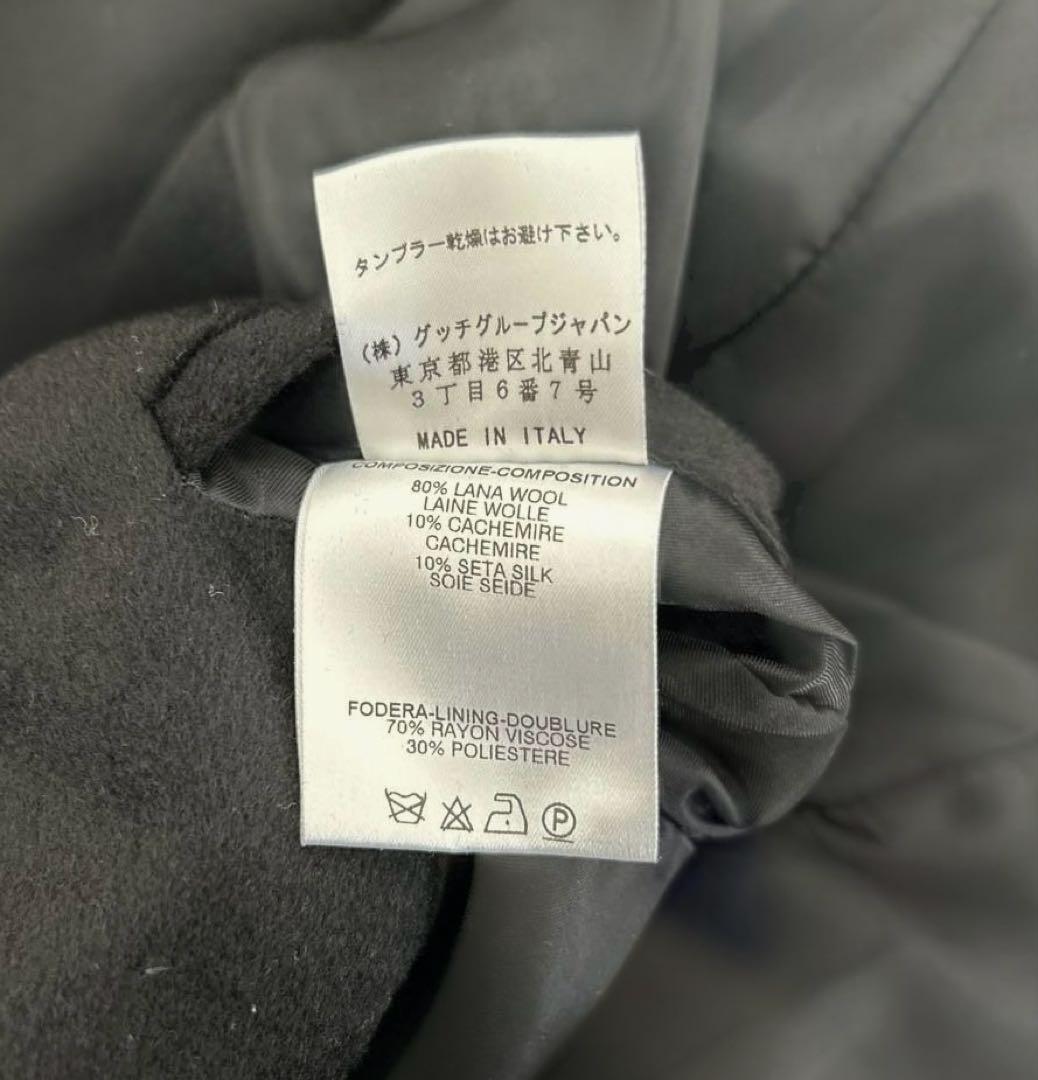 タンブラー乾燥はお避け下さい。
(株)グッチグループジャパン
東京都港区北青山
3丁目6番7号
MADE IN ITALY
COMPOSIZIONE-COMPOSITION
80% LANA WOOL
LAINE WOLLE
10% CACHEMIRE
CACHEMIRE
10% SETA SILK
SOIE SEIDE
FODERA-LINING-DOUBLURE
70% RAYON VISCOSE
30% POLIESTERE
P